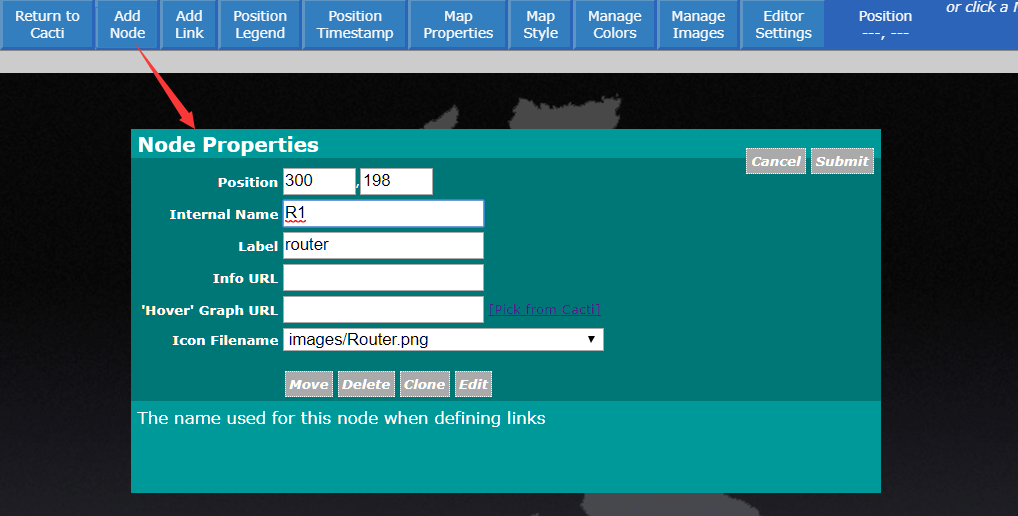 or click a
Return to Cacti
Add Node
Add Link
Position Legend
Position Timestamp
Map Properties
Map Style
Manage Colors
Manage Images
Editor Settings
Position ---, ---
Node Properties
Cancel Submit
Position 300 , 198
Internal Name R1
Label router
Info URL
'Hover' Graph URL [Pick from Cacti]
Icon Filename images/Router.png
Move Delete Clone Edit
The name used for this node when defining links